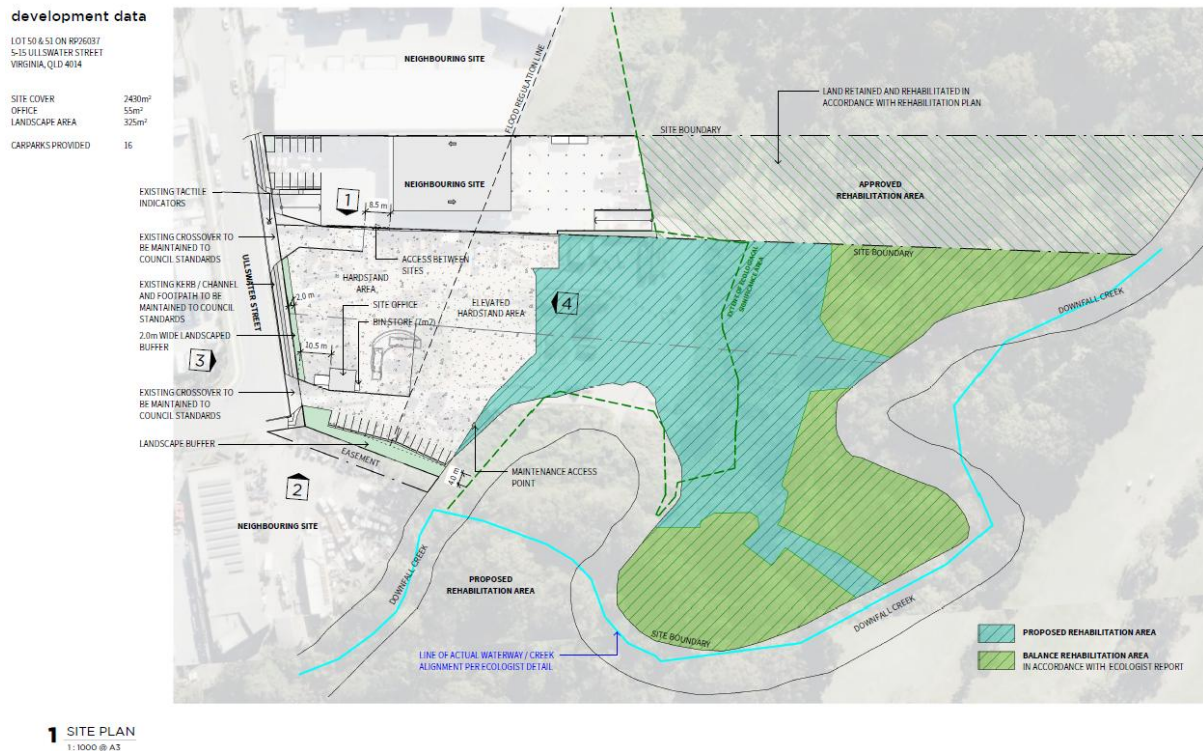 development data
LOT 50 & 51 ON RP26037
5-15 ULLSWATER STREET
VIRGINIA, QLD 4014
SITE COVER 2430m²
OFFICE 55m²
LANDSCAPE AREA 325m²
CARPARKS PROVIDED 16
NEIGHBOURING SITE
FLOOD REGULATION LINE
LAND RETAINED AND REHABILITATED IN
ACCORDANCE WITH REHABILITATION PLAN
SITE BOUNDARY
NEIGHBOURING SITE
APPROVED
REHABILITATION AREA
EXISTING TACTILE
INDICATORS
1
8.5 m
EXISTING CROSSOVER TO
BE MAINTAINED TO
COUNCIL STANDARDS
ACCESS BETWEEN
SITES
SITE BOUNDARY
EXTENT OF ECOLOGICAL
SIGNIFICANCE AREA
ULLSWATER STREET
HARDSTAND
AREA
EXISTING KERB / CHANNEL
AND FOOTPATH TO BE
MAINTAINED TO COUNCIL
STANDARDS
2.0 m
SITE OFFICE
ELEVATED
HARDSTAND AREA
4
DOWNFALL CREEK
BIN STORE (7m2)
2.0m WIDE LANDSCAPED
BUFFER
10.5 m
3
EXISTING CROSSOVER TO
BE MAINTAINED TO
COUNCIL STANDARDS
LANDSCAPE BUFFER
EASEMENT
MAINTENANCE ACCESS
POINT
4.0 m
2
NEIGHBOURING SITE
DOWNFALL CREEK
PROPOSED
REHABILITATION AREA
DOWNFALL CREEK
SITE BOUNDARY
LINE OF ACTUAL WATERWAY / CREEK
ALIGNMENT PER ECOLOGIST DETAIL
PROPOSED REHABILITATION AREA
BALANCE REHABILITATION AREA
IN ACCORDANCE WITH ECOLOGIST REPORT
1 SITE PLAN
1 : 1000 @ A3